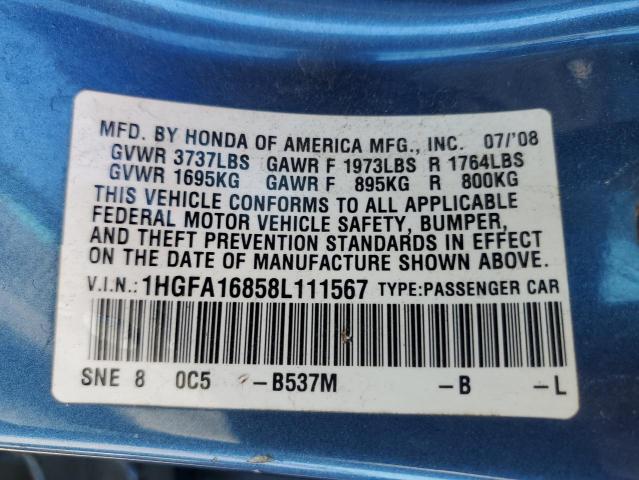 MFD. BY HONDA OF AMERICA MFG., INC. 07/'08
GVWR 3737LBS GAWR F 1973LBS R 1764LBS
GVWR 1695KG GAWR F 895KG R 800KG
THIS VEHICLE CONFORMS TO ALL APPLICABLE
FEDERAL MOTOR VEHICLE SAFETY, BUMPER,
AND THEFT PREVENTION STANDARDS IN EFFECT
ON THE DATE OF MANUFACTURE SHOWN ABOVE.
V.I.N.: 1HGFA16858L111567 TYPE:PASSENGER CAR
SNE 8 0C5 -B537M -B -L